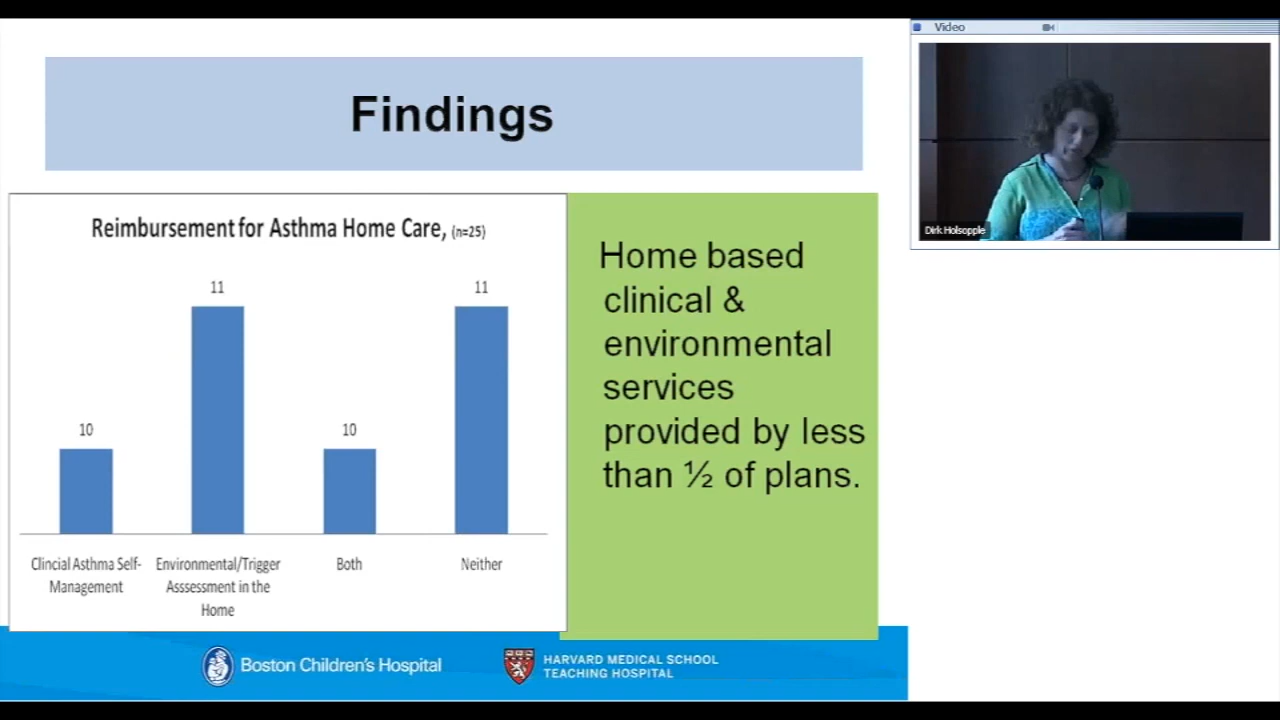 Findings
Reimbursement for Asthma Home Care, (n=25)
11
11
10
10
Clincial Asthma Self-
Management
Environmental/Trigger
Asssessment in the
Home
Both
Neither
Home based
clinical &
environmental
services
provided by less
than ½ of plans.
Boston Children's Hospital
HARVARD MEDICAL SCHOOL
TEACHING HOSPITAL
Video
Dirk Holsopple